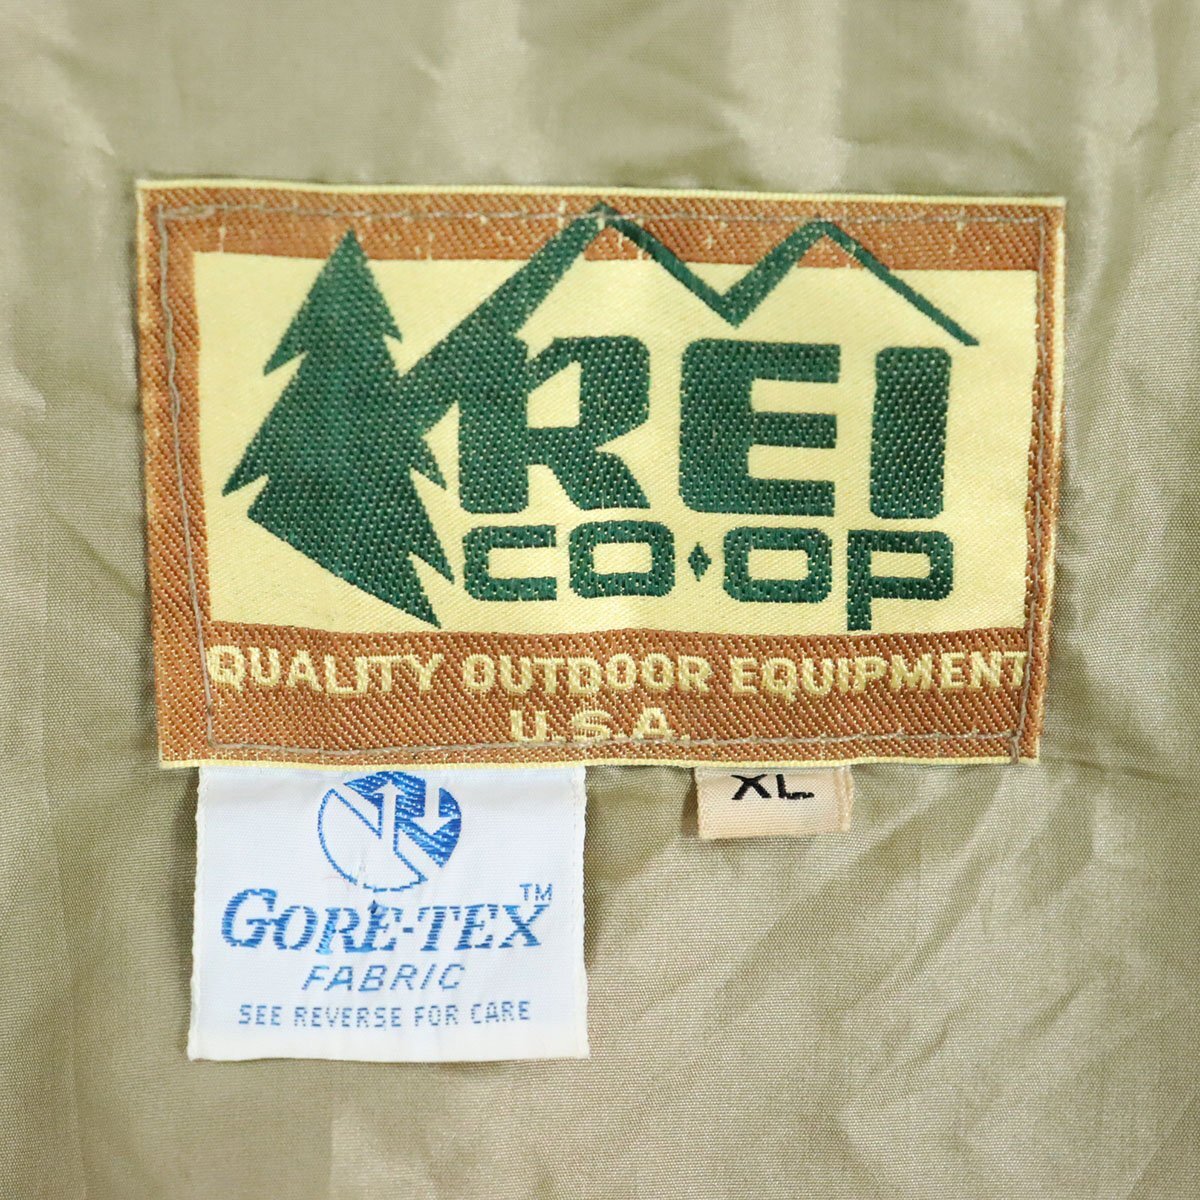 REI
CO·OP
QUALITY OUTDOOR EQUIPMENT
U.S.A.
XL
GORE-TEX™
FABRIC
SEE REVERSE FOR CARE